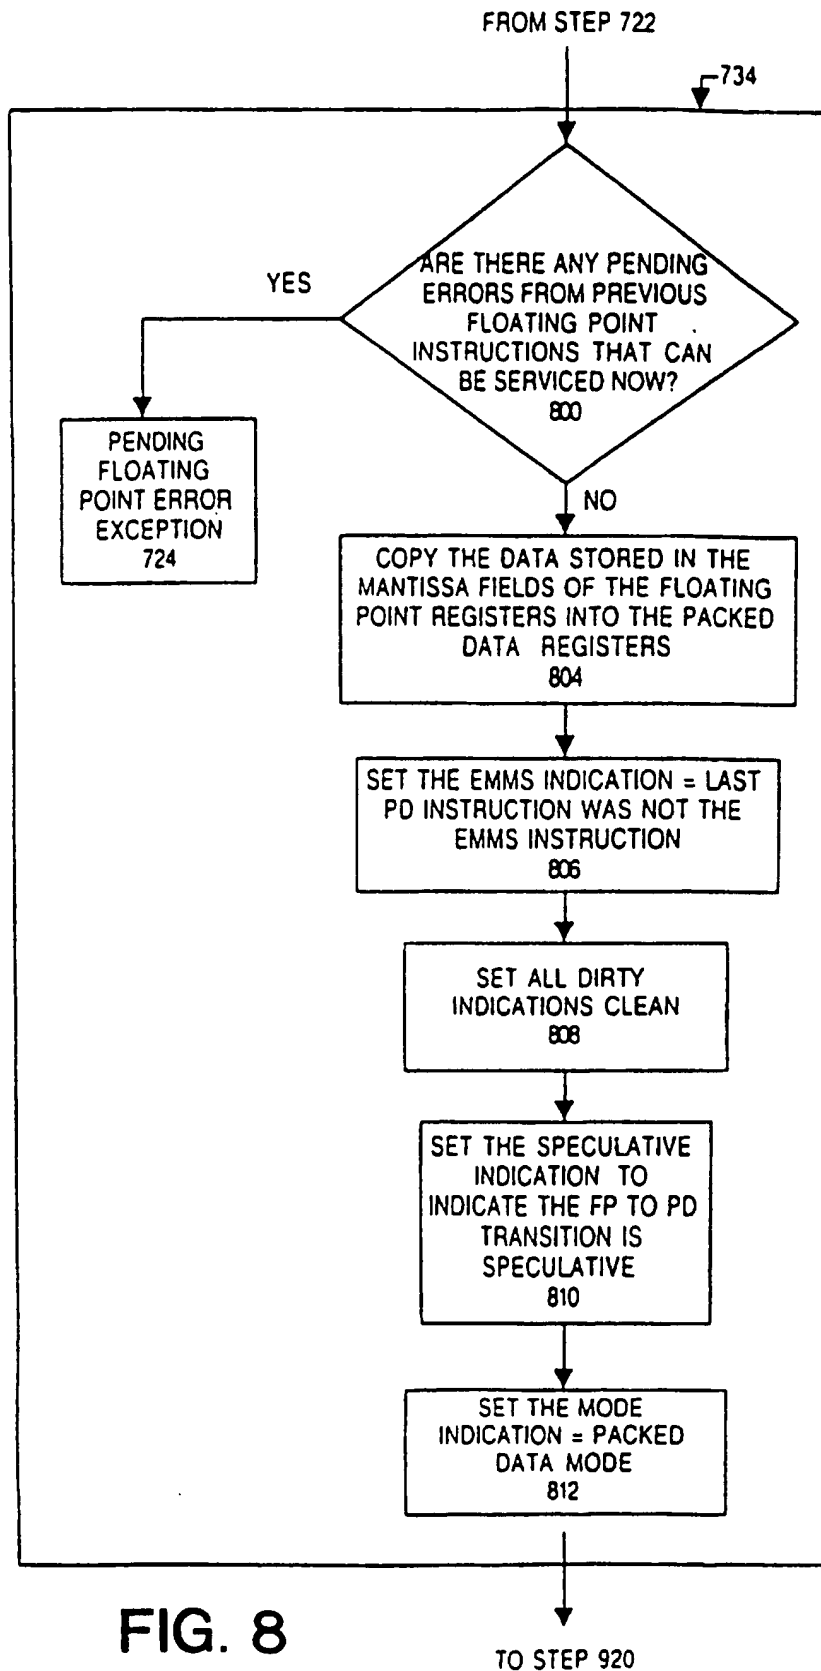 FROM STEP 722
734
ARE THERE ANY PENDING
ERRORS FROM PREVIOUS
FLOATING POINT
INSTRUCTIONS THAT CAN
BE SERVICED NOW?
800
YES
PENDING
FLOATING
POINT ERROR
EXCEPTION
724
NO
COPY THE DATA STORED IN THE
MANTISSA FIELDS OF THE FLOATING
POINT REGISTERS INTO THE PACKED
DATA REGISTERS
804
SET THE EMMS INDICATION = LAST
PD INSTRUCTION WAS NOT THE
EMMS INSTRUCTION
806
SET ALL DIRTY
INDICATIONS CLEAN
808
SET THE SPECULATIVE
INDICATION TO
INDICATE THE FP TO PD
TRANSITION IS
SPECULATIVE
810
SET THE MODE
INDICATION = PACKED
DATA MODE
812
FIG. 8
TO STEP 920